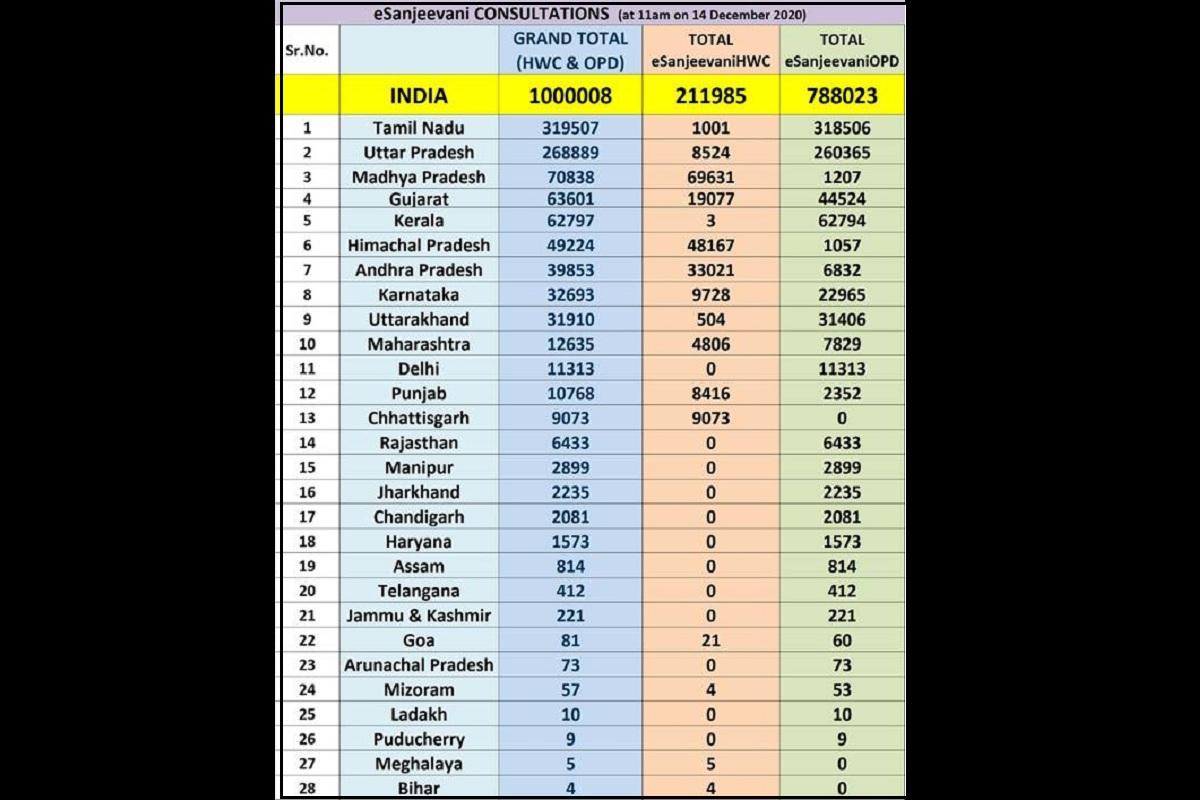 eSanjeevani CONSULTATIONS (at 11am on 14 December 2020)
Sr.No. GRAND TOTAL (HWC & OPD) TOTAL eSanjeevaniHWC TOTAL eSanjeevaniOPD
INDIA 1000008 211985 788023
1 Tamil Nadu 319507 1001 318506
2 Uttar Pradesh 268889 8524 260365
3 Madhya Pradesh 70838 69631 1207
4 Gujarat 63601 19077 44524
5 Kerala 62797 3 62794
6 Himachal Pradesh 49224 48167 1057
7 Andhra Pradesh 39853 33021 6832
8 Karnataka 32693 9728 22965
9 Uttarakhand 31910 504 31406
10 Maharashtra 12635 4806 7829
11 Delhi 11313 0 11313
12 Punjab 10768 8416 2352
13 Chhattisgarh 9073 9073 0
14 Rajasthan 6433 0 6433
15 Manipur 2899 0 2899
16 Jharkhand 2235 0 2235
17 Chandigarh 2081 0 2081
18 Haryana 1573 0 1573
19 Assam 814 0 814
20 Telangana 412 0 412
21 Jammu & Kashmir 221 0 221
22 Goa 81 21 60
23 Arunachal Pradesh 73 0 73
24 Mizoram 57 4 53
25 Ladakh 10 0 10
26 Puducherry 9 0 9
27 Meghalaya 5 5 0
28 Bihar 4 4 0